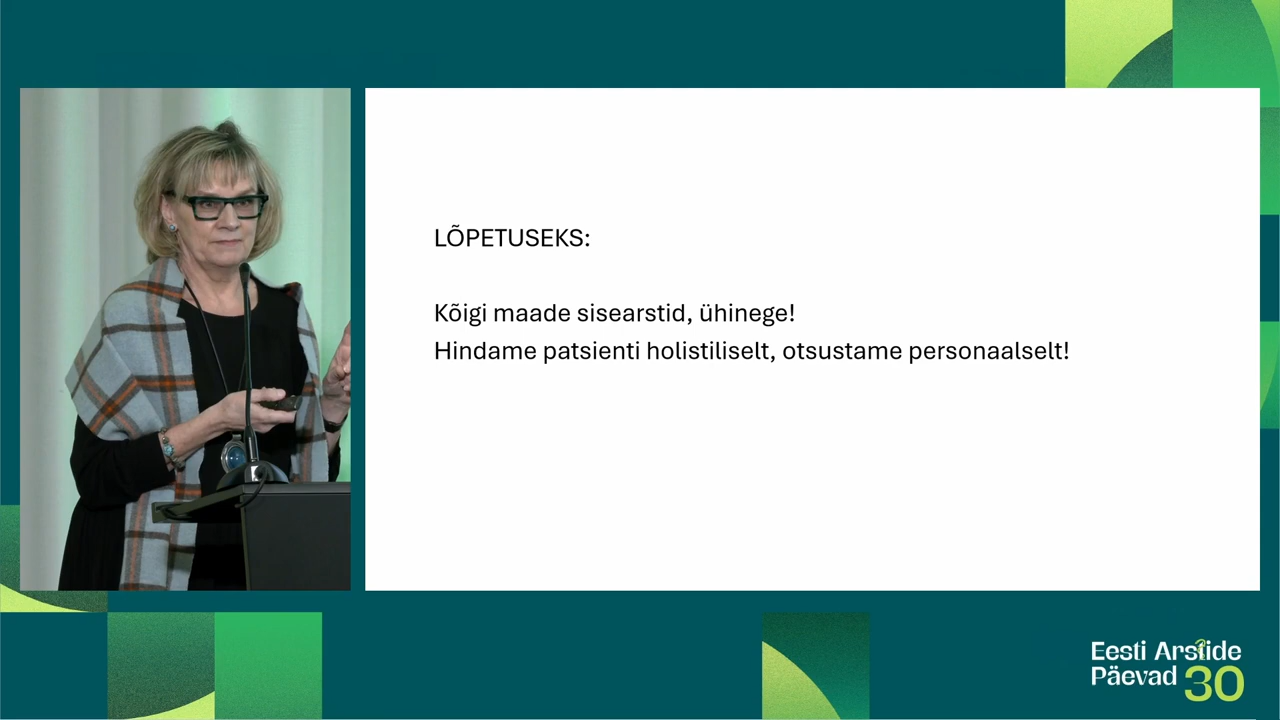 LÕPETUSEKS:
Kõigi maade sisearstid, ühinege!
Hindame patsienti holistiliselt, otsustame personaalselt!
Eesti Arstide
Päevad 30